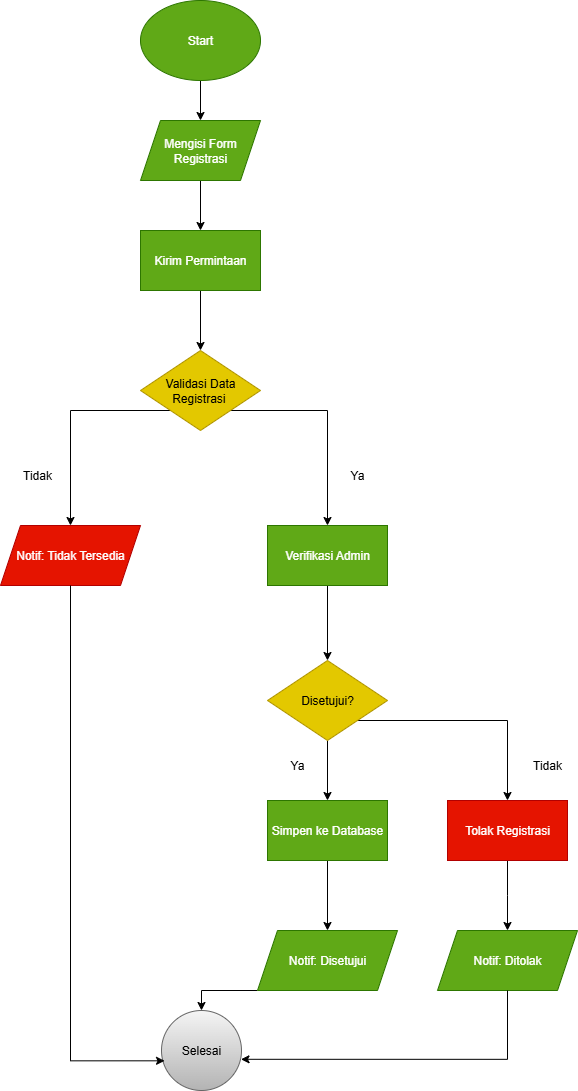 Start
Mengisi Form
Registrasi
Kirim Permintaan
Validasi Data
Registrasi
Tidak
Ya
Notif: Tidak Tersedia
Verifikasi Admin
Disetujui?
Ya
Tidak
Simpen ke Database
Tolak Registrasi
Notif: Disetujui
Notif: Ditolak
Selesai